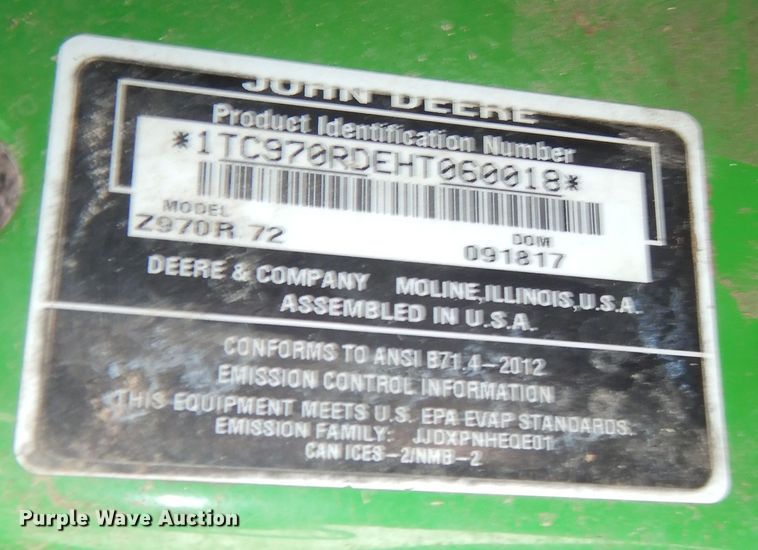 JOHN DEERE
Product Identification Number
*1TC970RDEHT060018*
MODEL DOM
Z970R 72 091817
DEERE & COMPANY MOLINE, ILLINOIS, U.S.A.
ASSEMBLED IN U.S.A.
CONFORMS TO ANSI B71.4-2012
EMISSION CONTROL INFORMATION
THIS EQUIPMENT MEETS U.S. EPA EVAP STANDARDS.
EMISSION FAMILY: JJDXPNHEQE01
CAN ICES-2/NMB-2
Purple Wave Auction